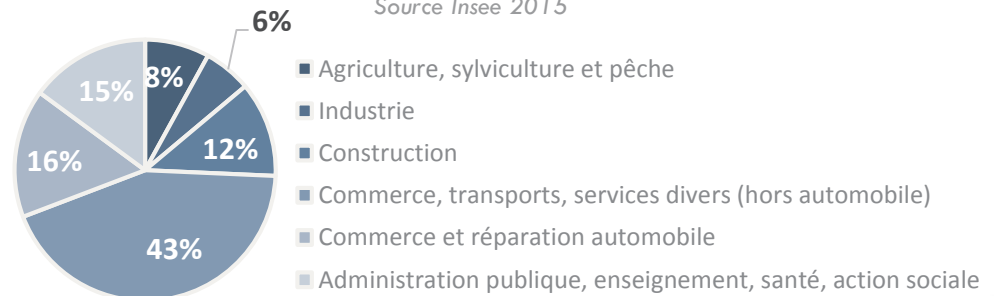 Source Insee 2015
6%
8%
15%
12%
16%
43%
Agriculture, sylviculture et pêche
Industrie
Construction
Commerce, transports, services divers (hors automobile)
Commerce et réparation automobile
Administration publique, enseignement, santé, action sociale